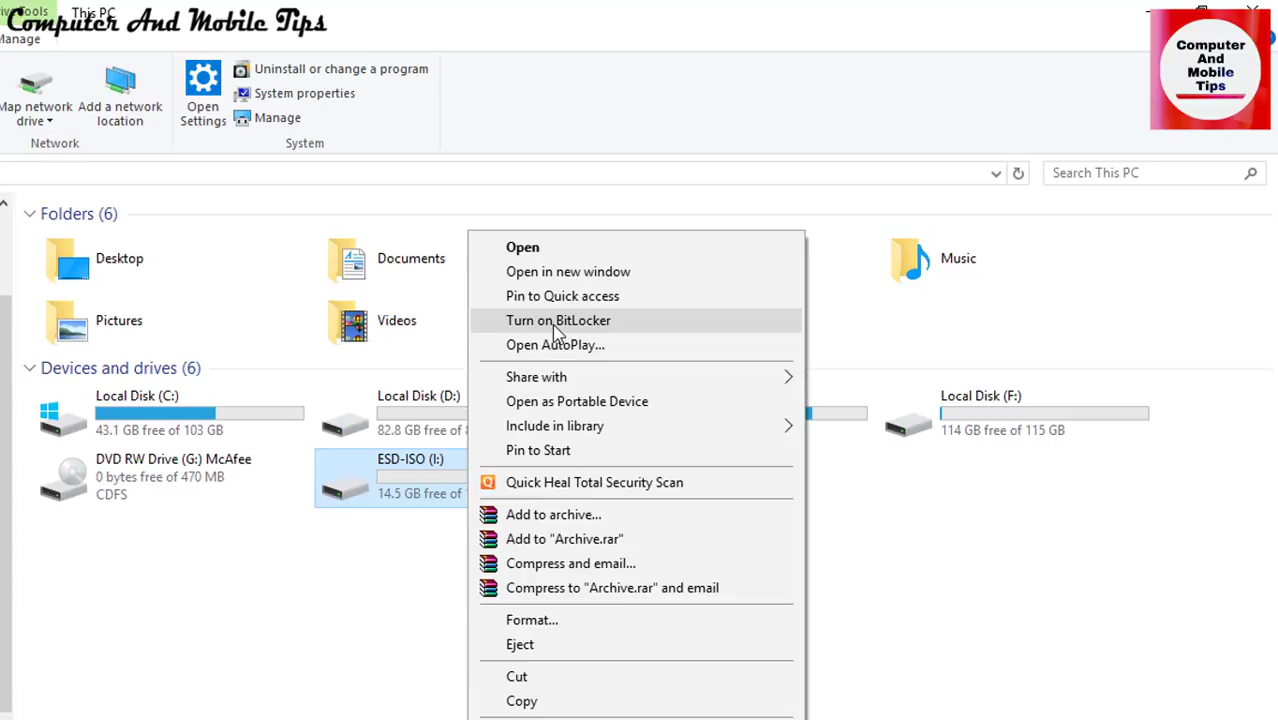 ve Tools
This PC
Computer And Mobile Tips
Manage
Map network drive
Add a network location
Network
Open Settings
Uninstall or change a program
System properties
Manage
System
Computer
And
Mobile
Tips
Search This PC
Folders (6)
Desktop
Documents
Music
Pictures
Videos
Devices and drives (6)
Local Disk (C:)
43.1 GB free of 103 GB
Local Disk (D:)
82.8 GB free of
Local Disk (F:)
114 GB free of 115 GB
DVD RW Drive (G:) McAfee
0 bytes free of 470 MB
CDFS
ESD-ISO (I:)
14.5 GB free of
Open
Open in new window
Pin to Quick access
Turn on BitLocker
Open AutoPlay...
Share with
Open as Portable Device
Include in library
Pin to Start
Quick Heal Total Security Scan
Add to archive...
Add to "Archive.rar"
Compress and email...
Compress to "Archive.rar" and email
Format...
Eject
Cut
Copy